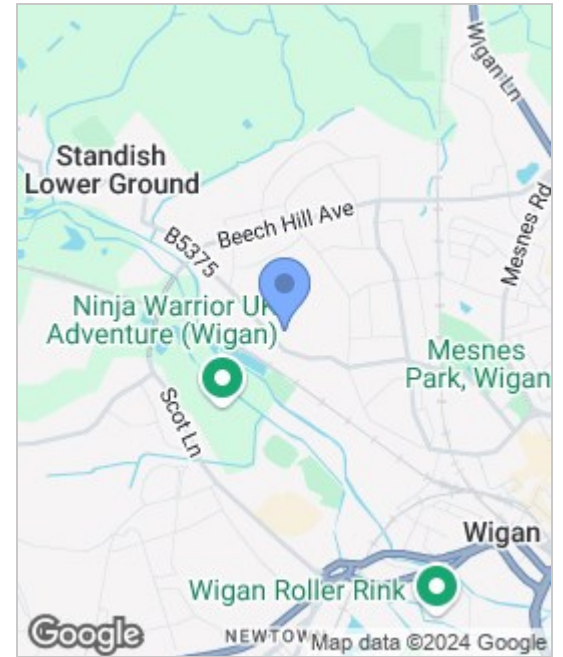 Wigan Ln
Standish
Lower Ground
Beech Hill Ave
B5375
Mesnes Rd
Ninja Warrior UK
Adventure (Wigan)
Mesnes
Park, Wigan
Scot Ln
Wigan
Wigan Roller Rink
Google
NEWTOW
Map data ©2024 Google